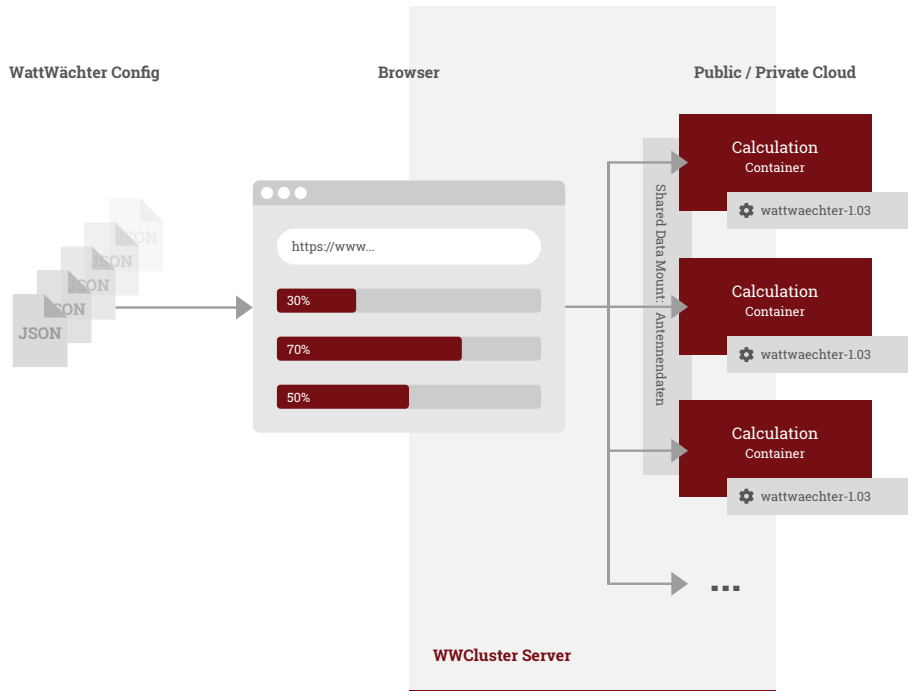 WattWächter Config
Browser
Public / Private Cloud
JSON
JSON
JSON
JSON
JSON
https://www...
30%
70%
50%
Shared Data Mount: Antennendaten
Calculation
Container
wattwaechter-1.03
Calculation
Container
wattwaechter-1.03
Calculation
Container
wattwaechter-1.03
...
WWCluster Server